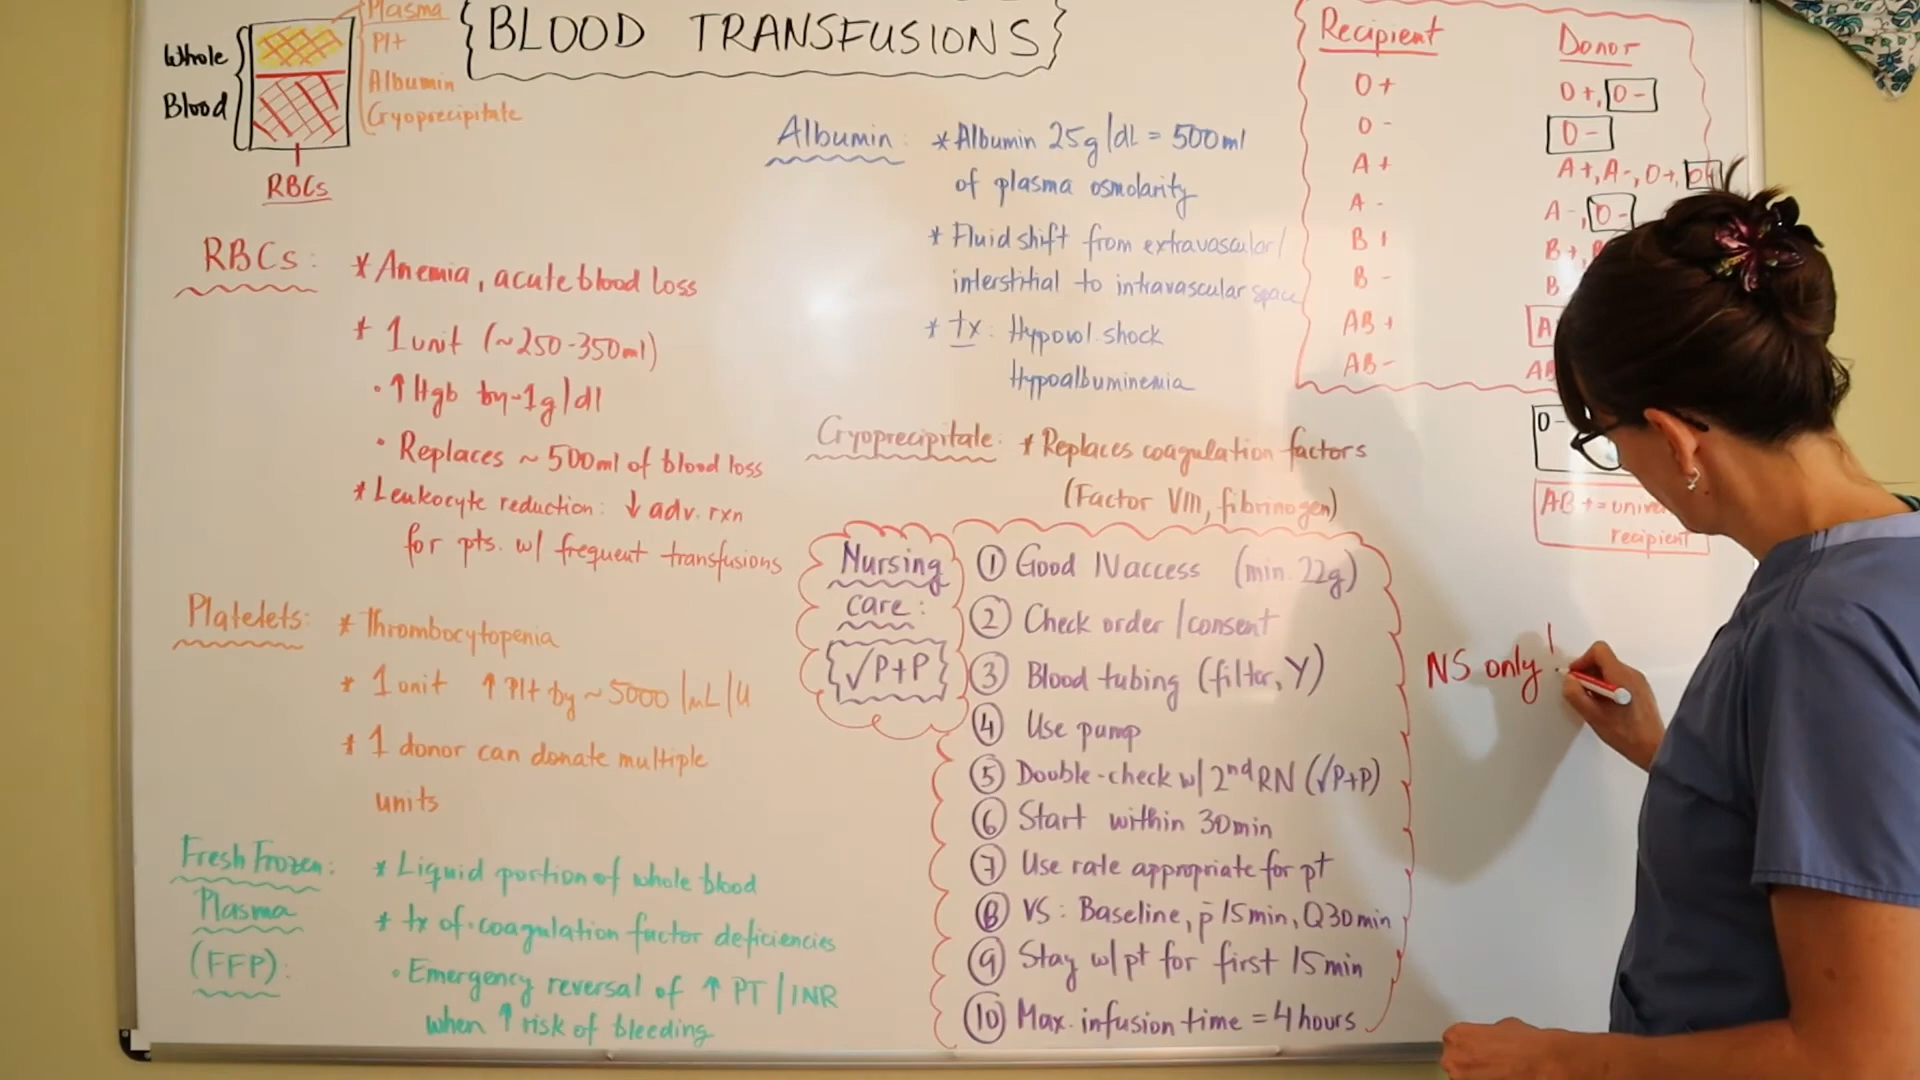 BLOOD TRANSFUSIONS
Whole
Blood
Plasma
Plt
Albumin
Cryoprecipitate
RBCs
RBCs:
* Anemia, acute blood loss
* 1 unit (~250-350ml)
• ↑ Hgb by ~1g/dl
• Replaces ~500ml of blood loss
* Leukocyte reduction: ↓ adv. rxn
for pts. w/ frequent transfusions
Platelets:
* Thrombocytopenia
* 1 unit ↑ Plt by ~5000/mL/U
* 1 donor can donate multiple
units
Fresh Frozen:
Plasma
(FFP):
* Liquid portion of whole blood
* tx of coagulation factor deficiencies
• Emergency reversal of ↑ PT/INR
when ↑ risk of bleeding
Albumin:
* Albumin 25g/dL = 500ml
of plasma osmolarity
* Fluid shift from extravascular/
interstitial to intravascular space
* tx: Hypovol. shock
Hypoalbuminemia
Cryoprecipitate:
* Replaces coagulation factors
(Factor VIII, fibrinogen)
Nursing
care:
√P+P
① Good IV access (min. 22g)
② Check order/consent
③ Blood tubing (filter, Y)
④ Use pump
⑤ Double-check w/ 2nd RN (√P+P)
⑥ Start within 30min
⑦ Use rate appropriate for pt
⑧ VS: Baseline, p̄ 15min, Q30min
⑨ Stay w/pt for first 15min
⑩ Max. infusion time = 4 hours
Recipient Donor
O+ O+, O-
O- O-
A+ A+, A-, O+,
A- A-, O-
B+ B+,
B- B
AB+ A
AB- AB
O-
AB+ =
recipient
NS only!